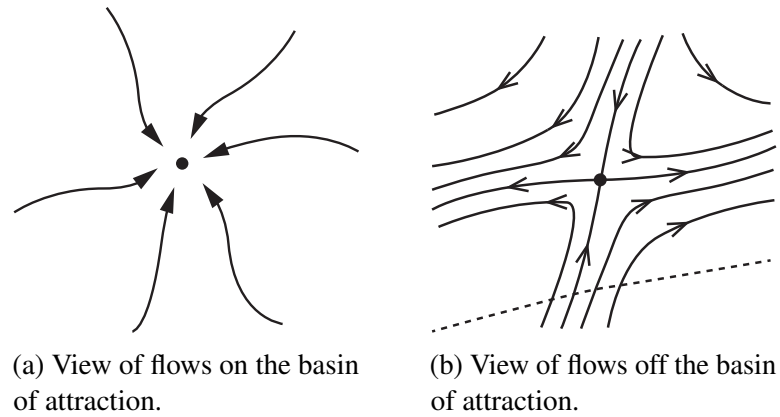 (a) View of flows on the basin
of attraction.
(b) View of flows off the basin
of attraction.